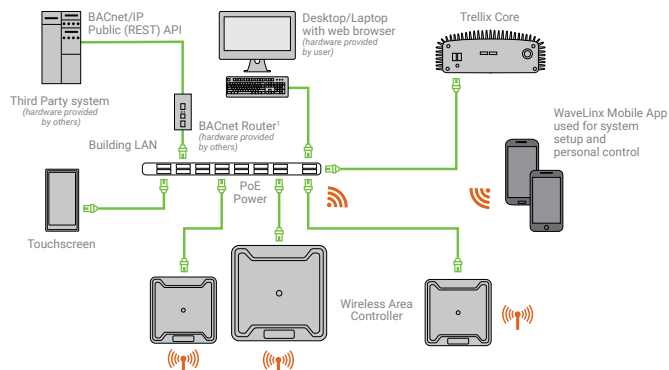 BACnet/IP
Public (REST) API
Desktop/Laptop
with web browser
(hardware provided
by user)
Trellix Core
Third Party system
(hardware provided
by others)
BACnet Router¹
(hardware provided
by others)
Building LAN
WaveLinx Mobile App
used for system
setup and
personal control
PoE
Power
Touchscreen
Wireless Area
Controller